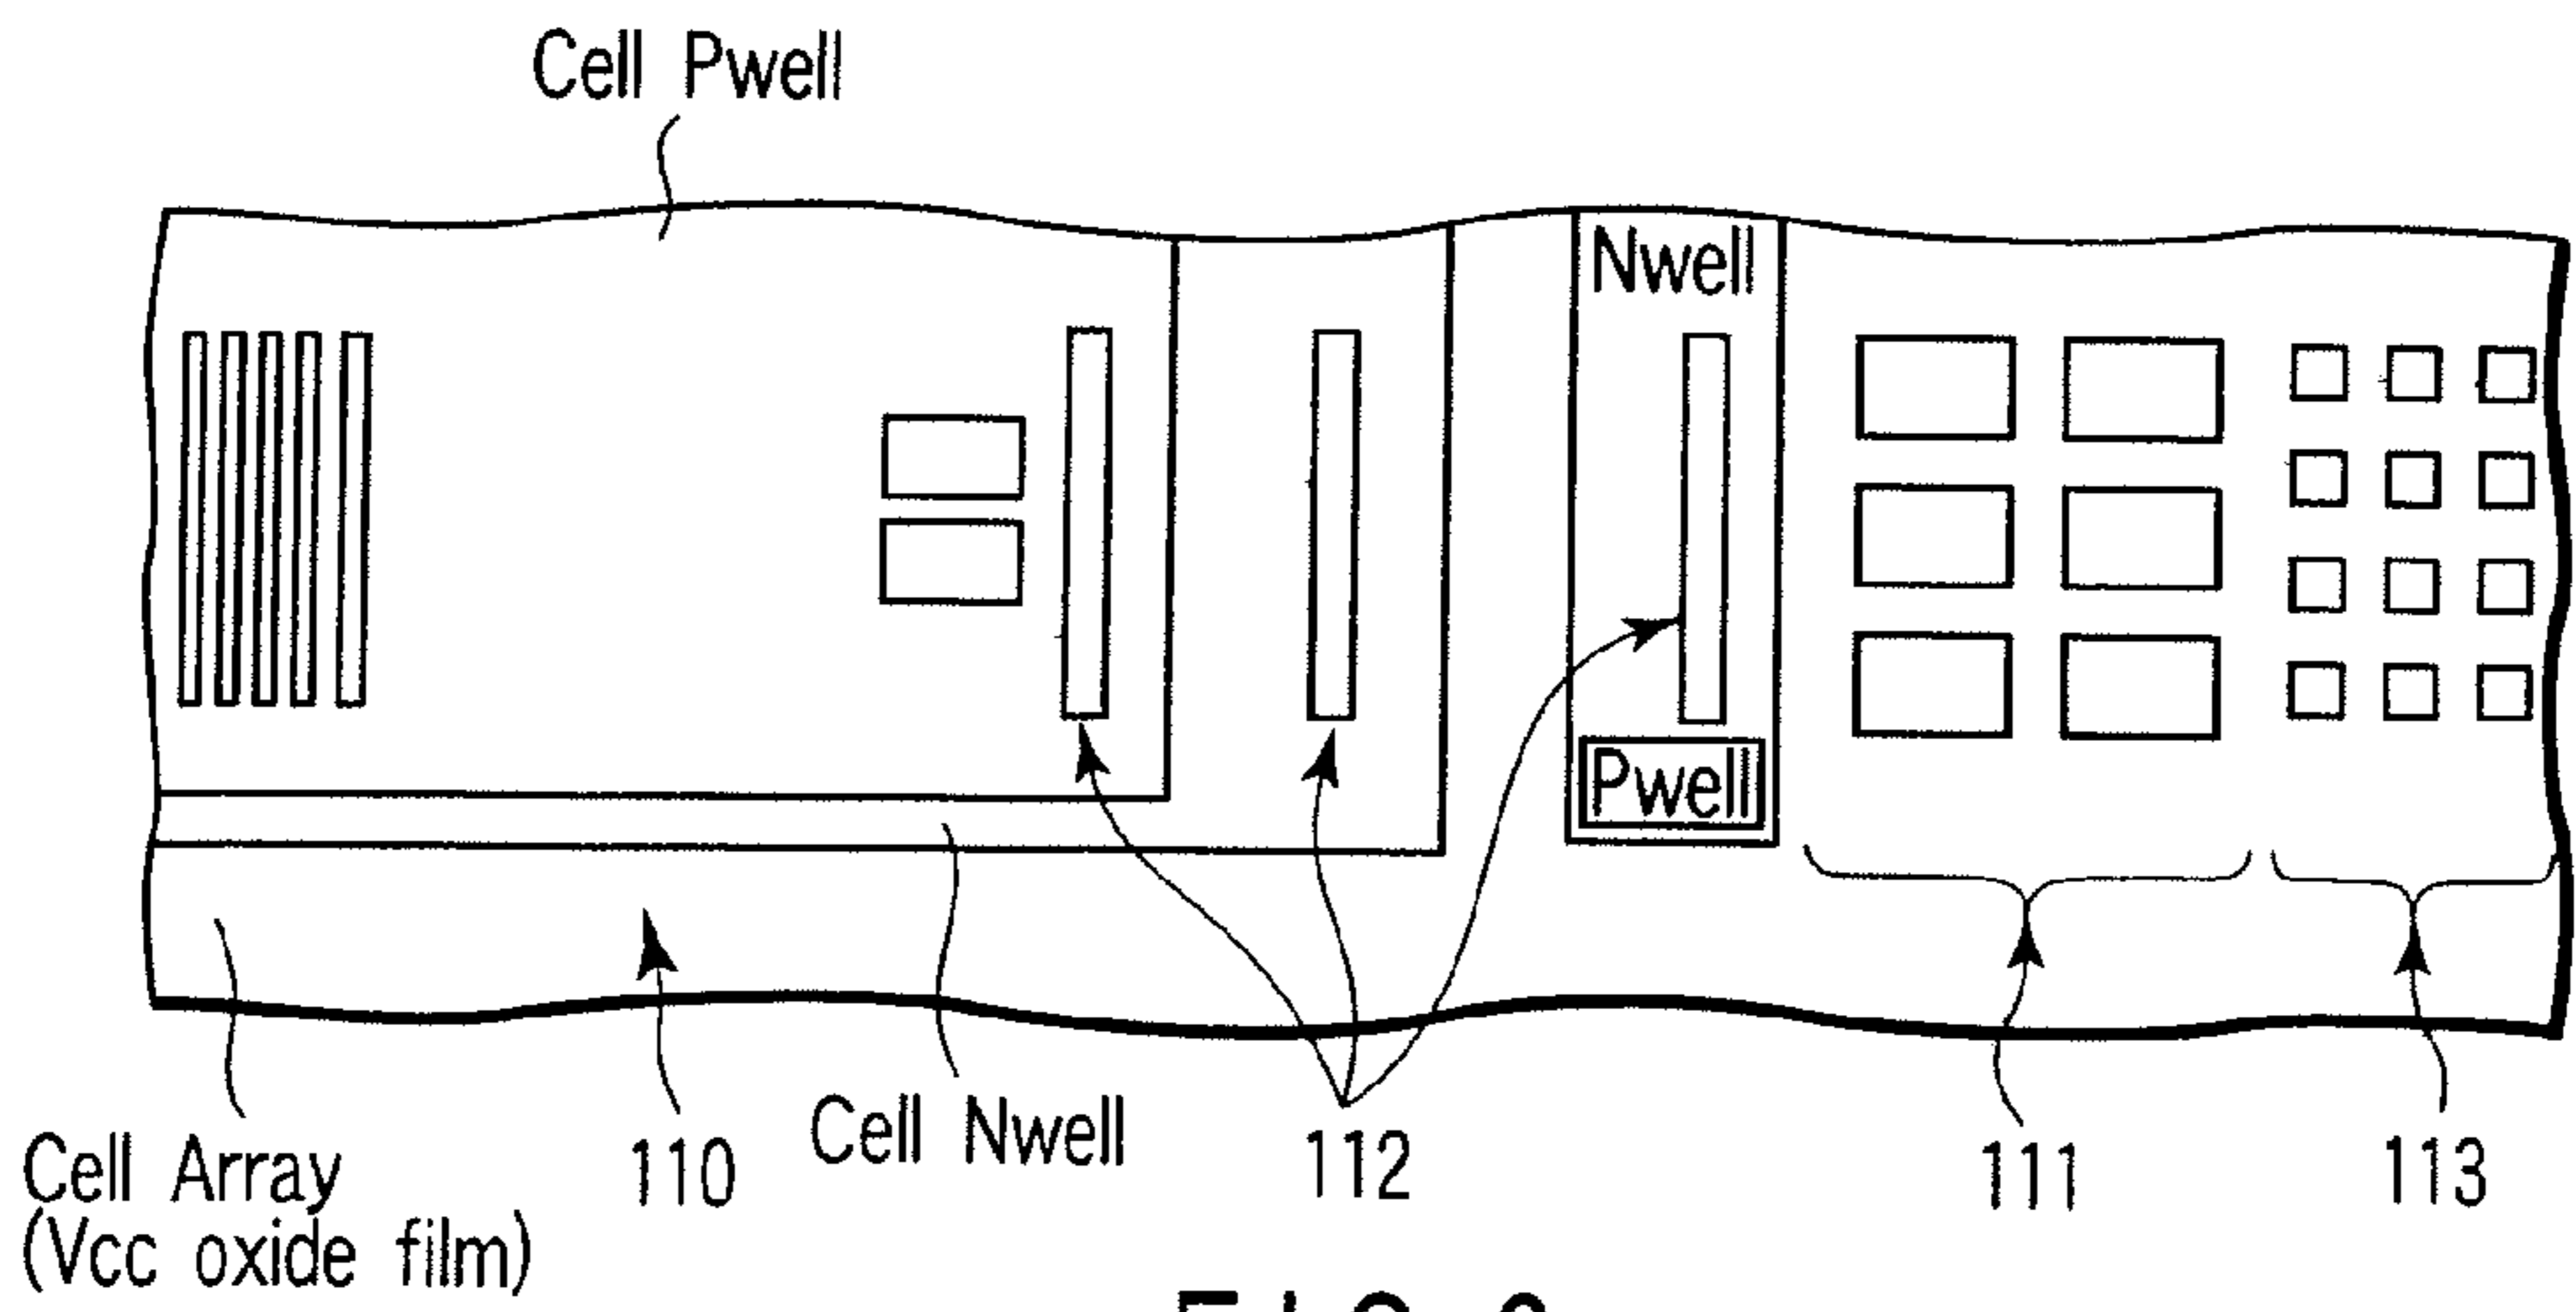 Cell Pwell
Nwell
Pwell
Cell Array
(Vcc oxide film)
110
Cell Nwell
112
111
113